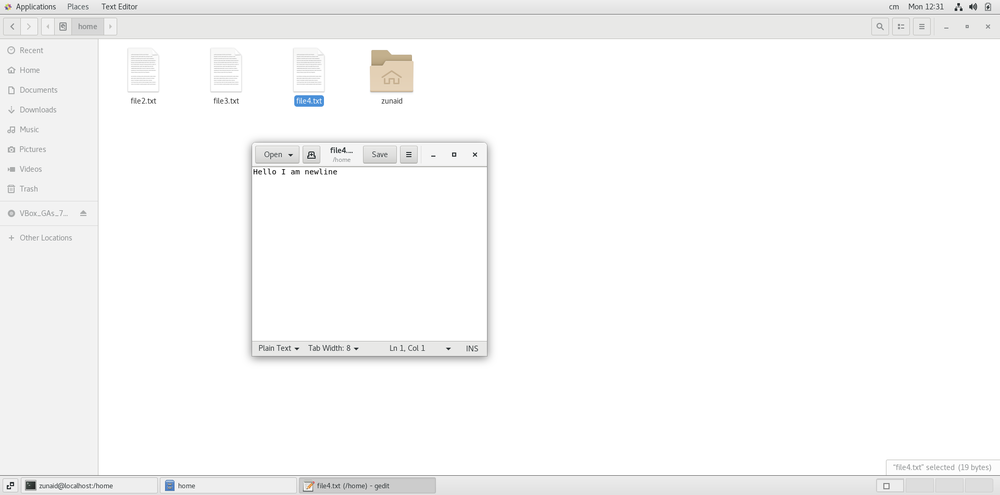 Applications Places Text Editor cm Mon 12:31
home
Recent
Home
Documents
Downloads
Music
Pictures
Videos
Trash
VBox_GAs_7...
Other Locations
file2.txt file3.txt file4.txt zunaid
Open file4.... Save
/home
Hello I am newline
Plain Text Tab Width: 8 Ln 1, Col 1 INS
“file4.txt” selected (19 bytes)
zunaid@localhost:/home home file4.txt (/home) - gedit